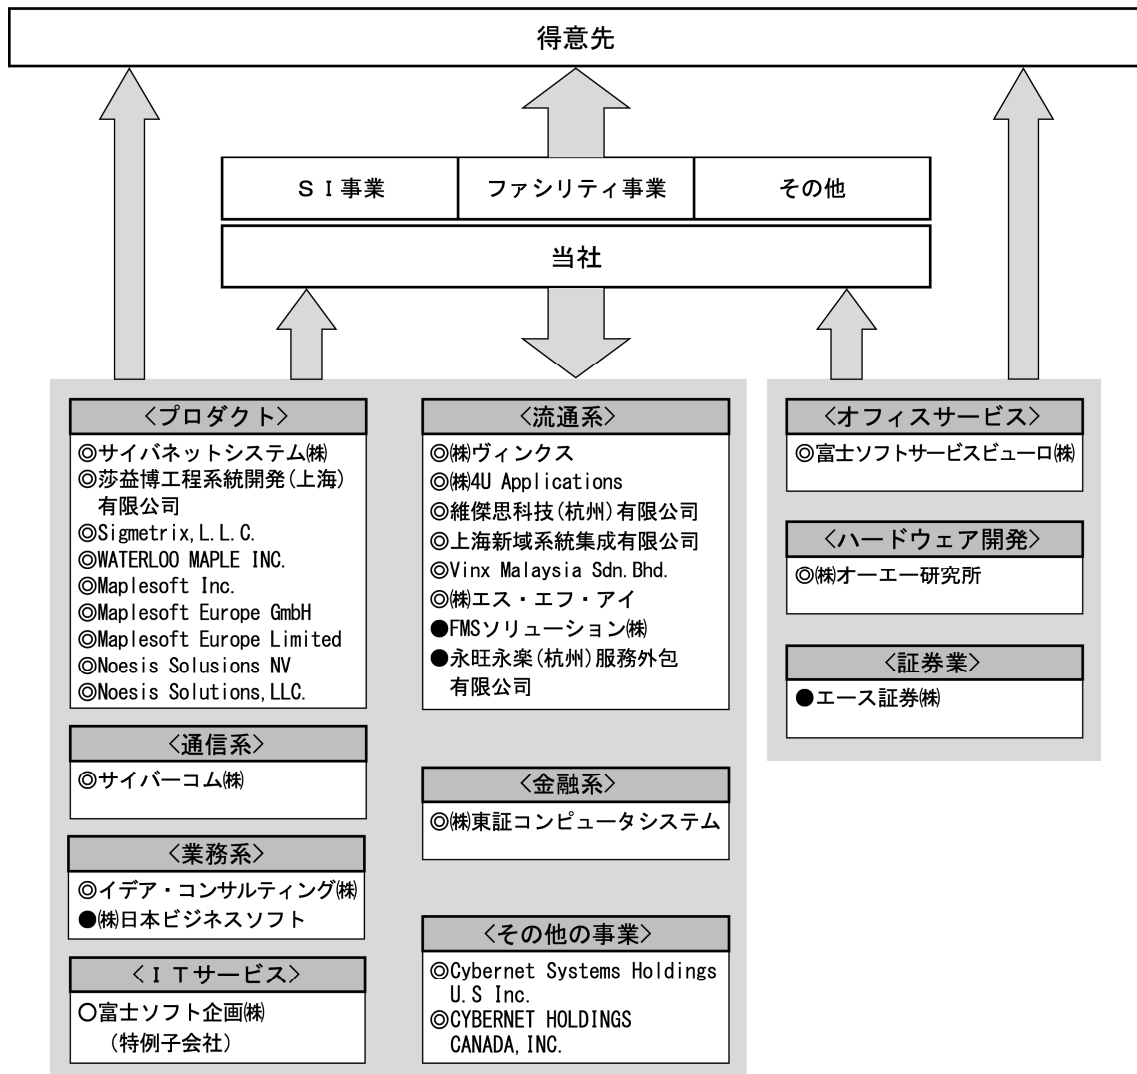 得意先
ＳＩ事業
ファシリティ事業
その他
当社
〈プロダクト〉
◎サイバネットシステム㈱
◎莎益博工程系統開発(上海)
有限公司
◎Sigmetrix,L.L.C.
◎WATERLOO MAPLE INC.
◎Maplesoft Inc.
◎Maplesoft Europe GmbH
◎Maplesoft Europe Limited
◎Noesis Solusions NV
◎Noesis Solutions,LLC.
〈通信系〉
◎サイバーコム㈱
〈業務系〉
◎イデア・コンサルティング㈱
●㈱日本ビジネスソフト
〈ＩＴサービス〉
○富士ソフト企画㈱
（特例子会社）
〈流通系〉
◎㈱ヴィンクス
◎㈱4U Applications
◎維傑思科技(杭州)有限公司
◎上海新域系統集成有限公司
◎Vinx Malaysia Sdn.Bhd.
◎㈱エス・エフ・アイ
●FMSソリューション㈱
●永旺永楽(杭州)服務外包
有限公司
〈金融系〉
◎㈱東証コンピュータシステム
〈その他の事業〉
◎Cybernet Systems Holdings
U.S Inc.
◎CYBERNET HOLDINGS
CANADA,INC.
〈オフィスサービス〉
◎富士ソフトサービスビューロ㈱
〈ハードウェア開発〉
◎㈱オーエー研究所
〈証券業〉
●エース証券㈱